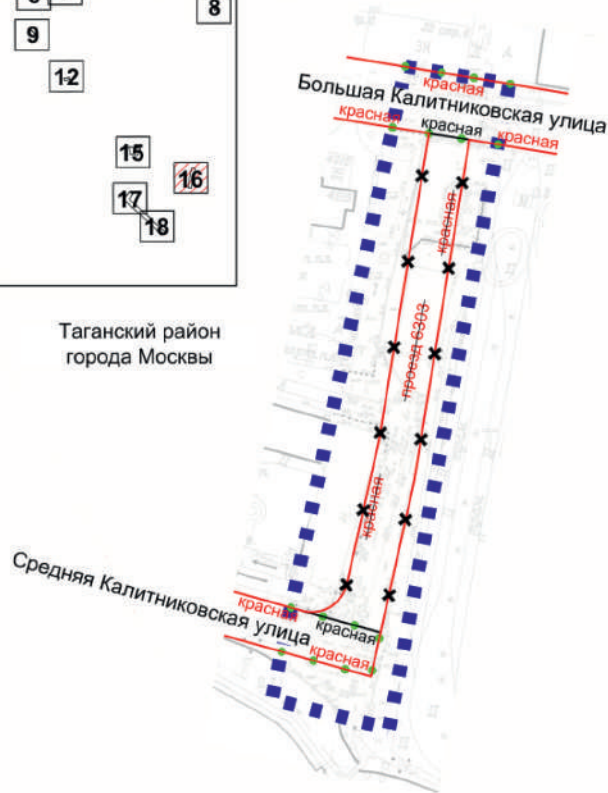 8
9
12
15
16
17
18
Таганский район
города Москвы
красная
Большая Калитниковская улица
красная
красная
красная
красная
проезд 6303
красная
Средняя Калитниковская улица
красная
красная
красная